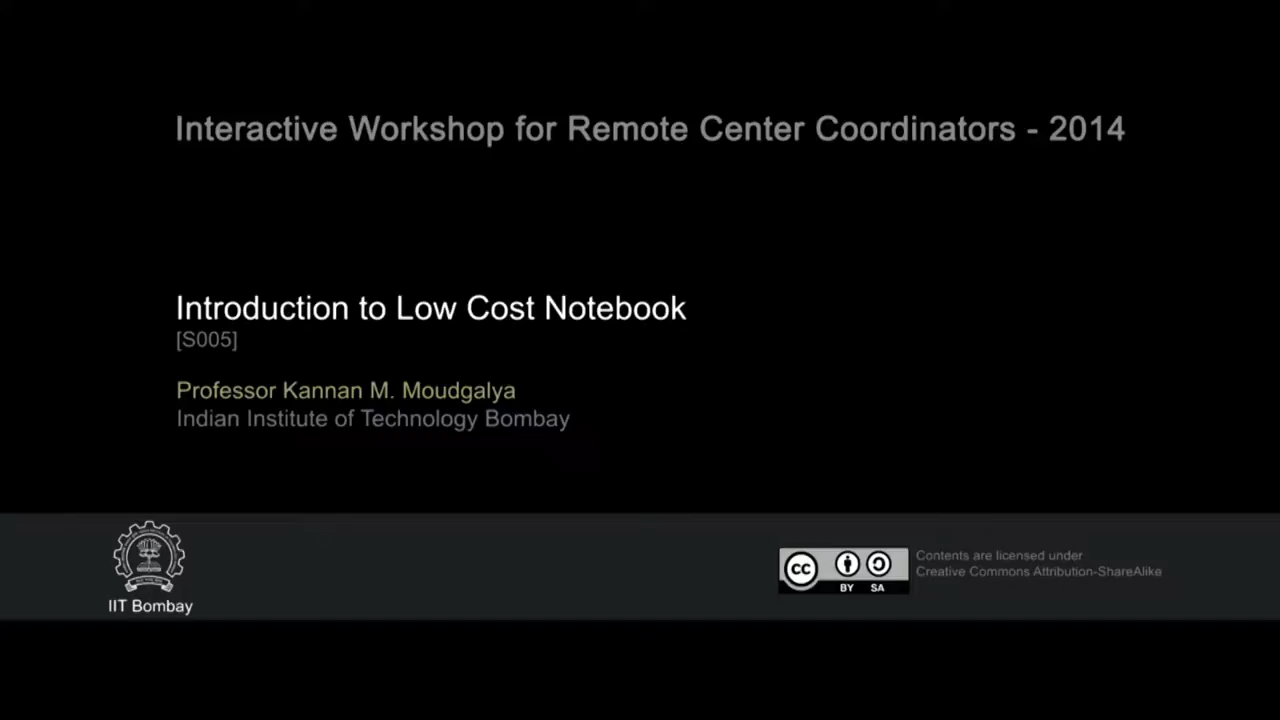 Interactive Workshop for Remote Center Coordinators - 2014
Introduction to Low Cost Notebook
[S005]
Professor Kannan M. Moudgalya
Indian Institute of Technology Bombay
IIT Bombay
cc BY SA
Contents are licensed under
Creative Commons Attribution-ShareAlike